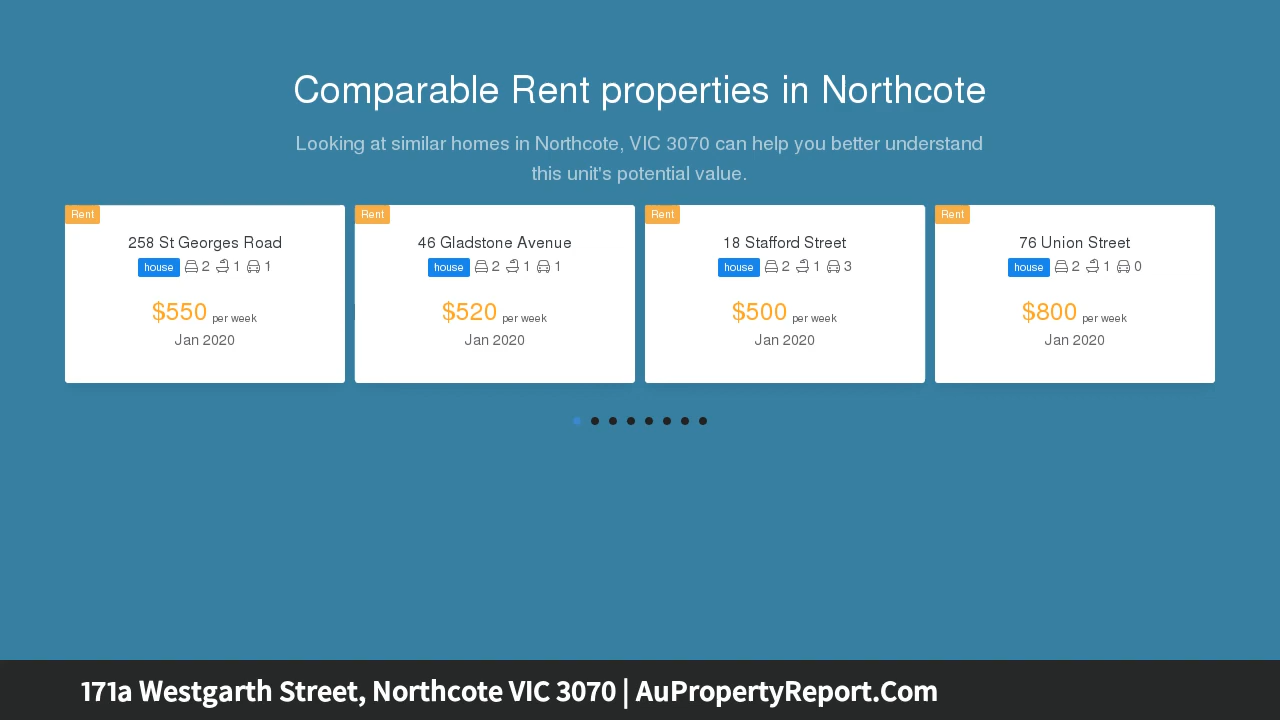 Comparable Rent properties in Northcote
Looking at similar homes in Northcote, VIC 3070 can help you better understand
this unit's potential value.
Rent
258 St Georges Road
house 2 1 1
$550 per week
Jan 2020
Rent
46 Gladstone Avenue
house 2 1 1
$520 per week
Jan 2020
Rent
18 Stafford Street
house 2 1 3
$500 per week
Jan 2020
Rent
76 Union Street
house 2 1 0
$800 per week
Jan 2020
171a Westgarth Street, Northcote VIC 3070 | AuPropertyReport.Com